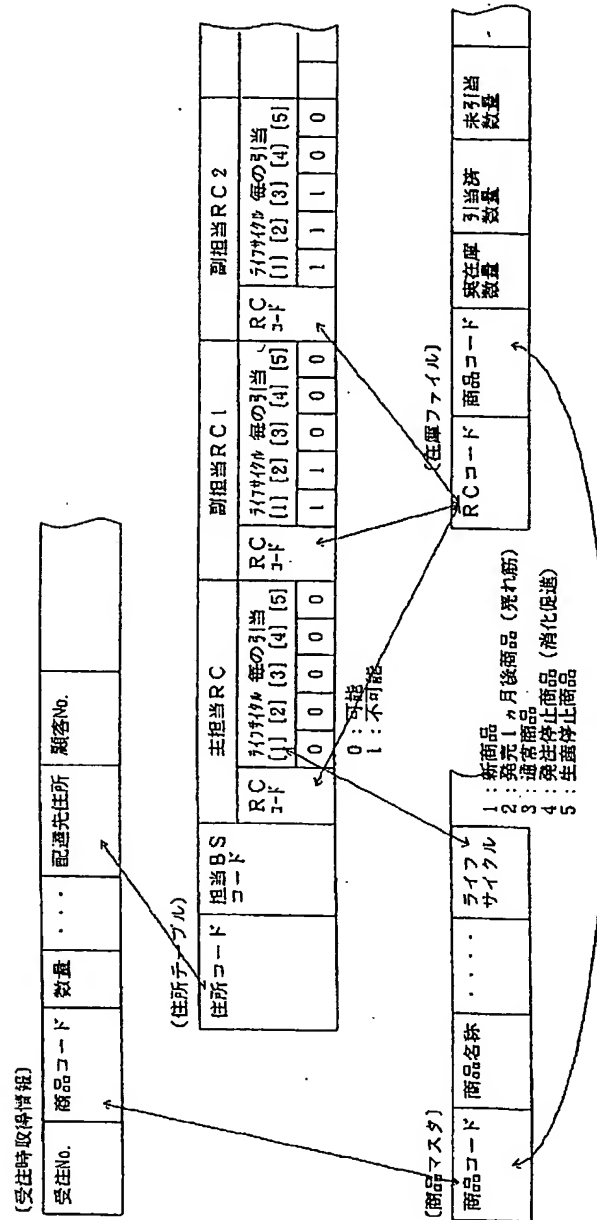 (受注時取得情報)
受注No.
商品コード
数量
・・・
配達先住所
顧客No.
(住所テーブル)
住所コード
担当BS
コード
主担当RC
RC
コード
ライフサイクル 毎の引当
[1] [2] [3] [4] [5]
0 0 0 0 0
0:可能
1:不可能
副担当RC1
RC
コード
ライフサイクル 毎の引当
[1] [2] [3] [4] [5]
1 1 0 0 0
副担当RC2
RC
コード
ライフサイクル 毎の引当
[1] [2] [3] [4] [5]
1 1 1 0 0
(商品マスタ)
商品コード
商品名称
・・・・
ライフ
サイクル
1:新商品
2:発売1ヵ月後商品(売れ筋)
3:通常商品
4:発注停止商品(消化促進)
5:生産停止商品
(在庫ファイル)
RCコード
商品コード
実在庫
数量
引当済
数量
未引当
数量